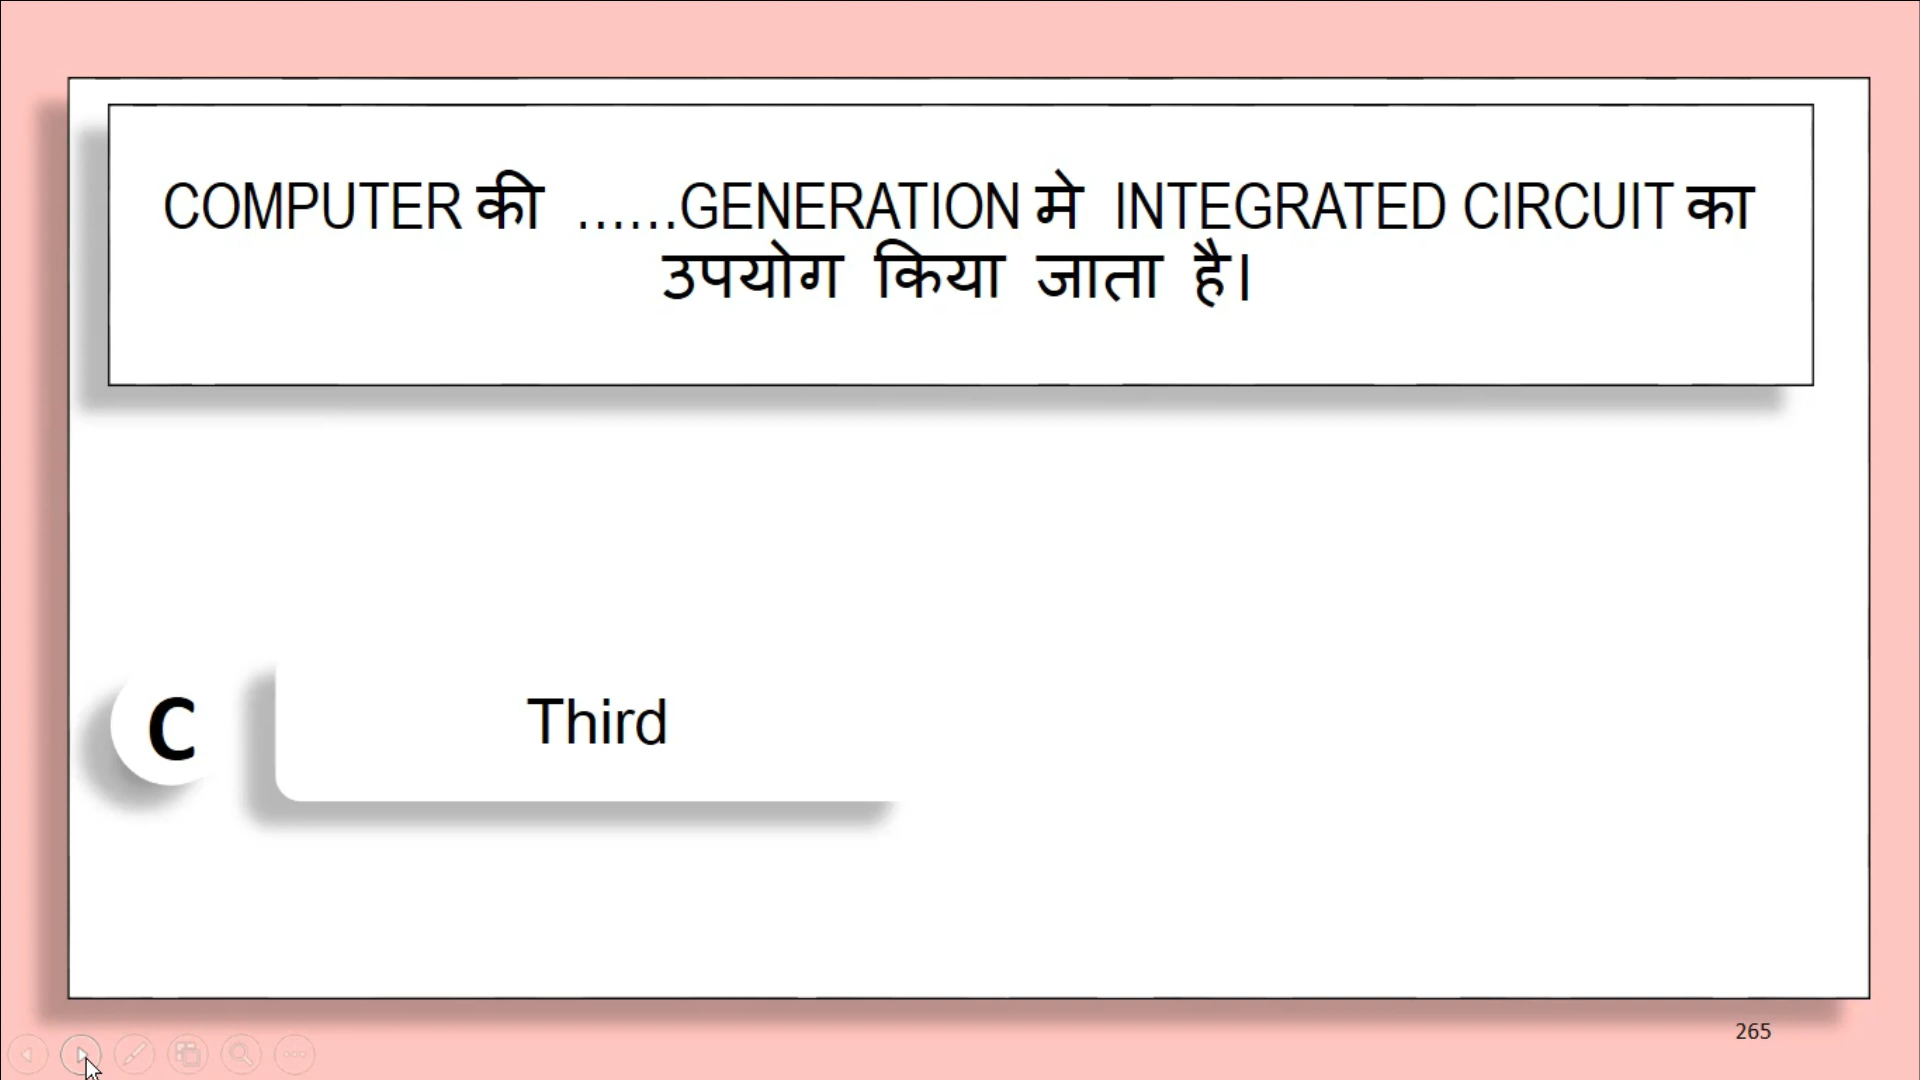 COMPUTER की ......GENERATION मे INTEGRATED CIRCUIT का
उपयोग किया जाता है।
C Third
265